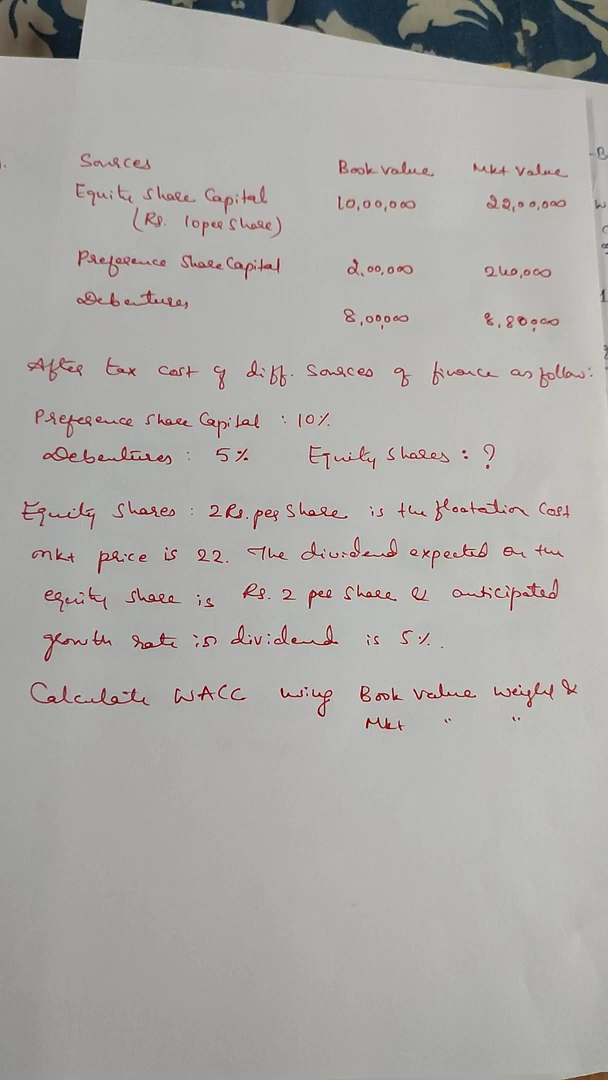 Sources Book value Mkt value
Equity Share Capital 10,00,000 22,00,000
(Rs. 10 per Share)
Preference Share Capital 2,00,000 240,000
Debentures 8,00,000 8,80,000
After tax cost of diff. Sources of finance as follow:
Preference Share Capital : 10%
Debentures : 5% Equity Shares : ?
Equity Shares : 2 Rs. per Share is the floatation cost
mkt price is 22. The dividend expected on the
equity share is Rs. 2 per share & anticipated
growth rate is dividend is 5%.
Calculate WACC using Book value weight &
Mkt " "